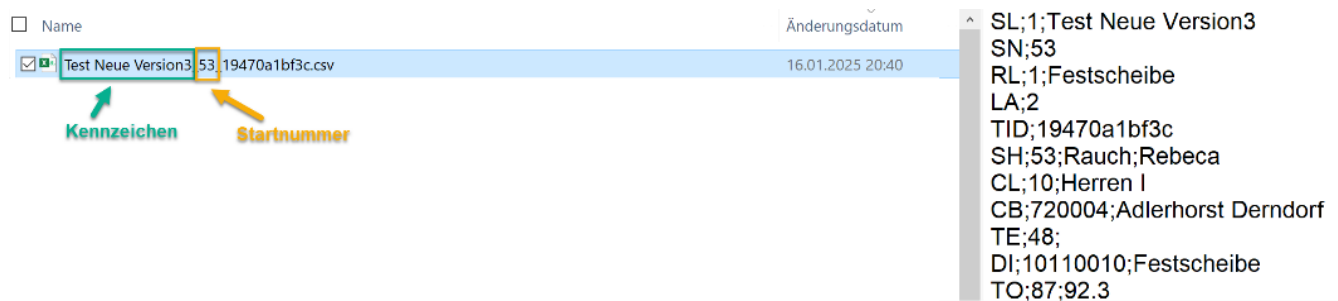 Name
Änderungsdatum
Test Neue Version3_53_19470a1bf3c.csv
16.01.2025 20:40
Kennzeichen
Startnummer
SL;1;Test Neue Version3
SN;53
RL;1;Festscheibe
LA;2
TID;19470a1bf3c
SH;53;Rauch;Rebeca
CL;10;Herren I
CB;720004;Adlerhorst Derndorf
TE;48;
DI;10110010;Festscheibe
TO;87;92.3